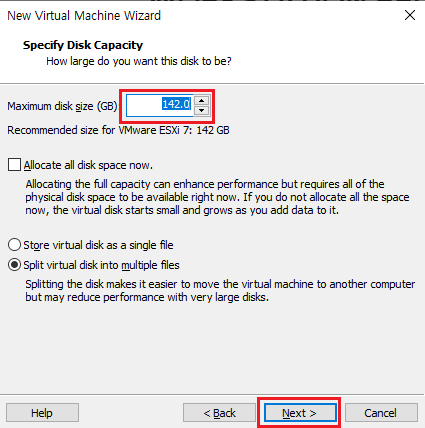 New Virtual Machine Wizard
Specify Disk Capacity
How large do you want this disk to be?
Maximum disk size (GB): 142.0
Recommended size for VMware ESXi 7: 142 GB
Allocate all disk space now.
Allocating the full capacity can enhance performance but requires all of the
physical disk space to be available right now. If you do not allocate all the space
now, the virtual disk starts small and grows as you add data to it.
Store virtual disk as a single file
Split virtual disk into multiple files
Splitting the disk makes it easier to move the virtual machine to another computer
but may reduce performance with very large disks.
Help < Back Next > Cancel